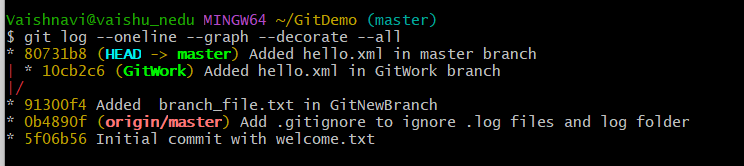 Vaishnavi@vaishu_nedu MINGW64 ~/GitDemo (master)
$ git log --oneline --graph --decorate --all
* 80731b8 (HEAD -> master) Added hello.xml in master branch
| * 10cb2c6 (GitWork) Added hello.xml in GitWork branch
|/
* 91300f4 Added  branch_file.txt in GitNewBranch
* 0b4890f (origin/master) Add .gitignore to ignore .log files and log folder
* 5f06b56 Initial commit with welcome.txt